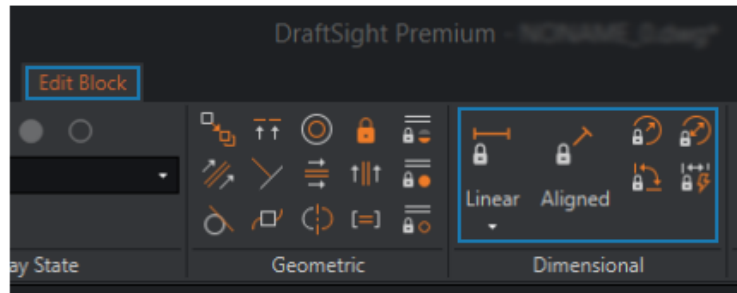 DraftSight Premium -
Edit Block
Linear Aligned
ay State Geometric Dimensional